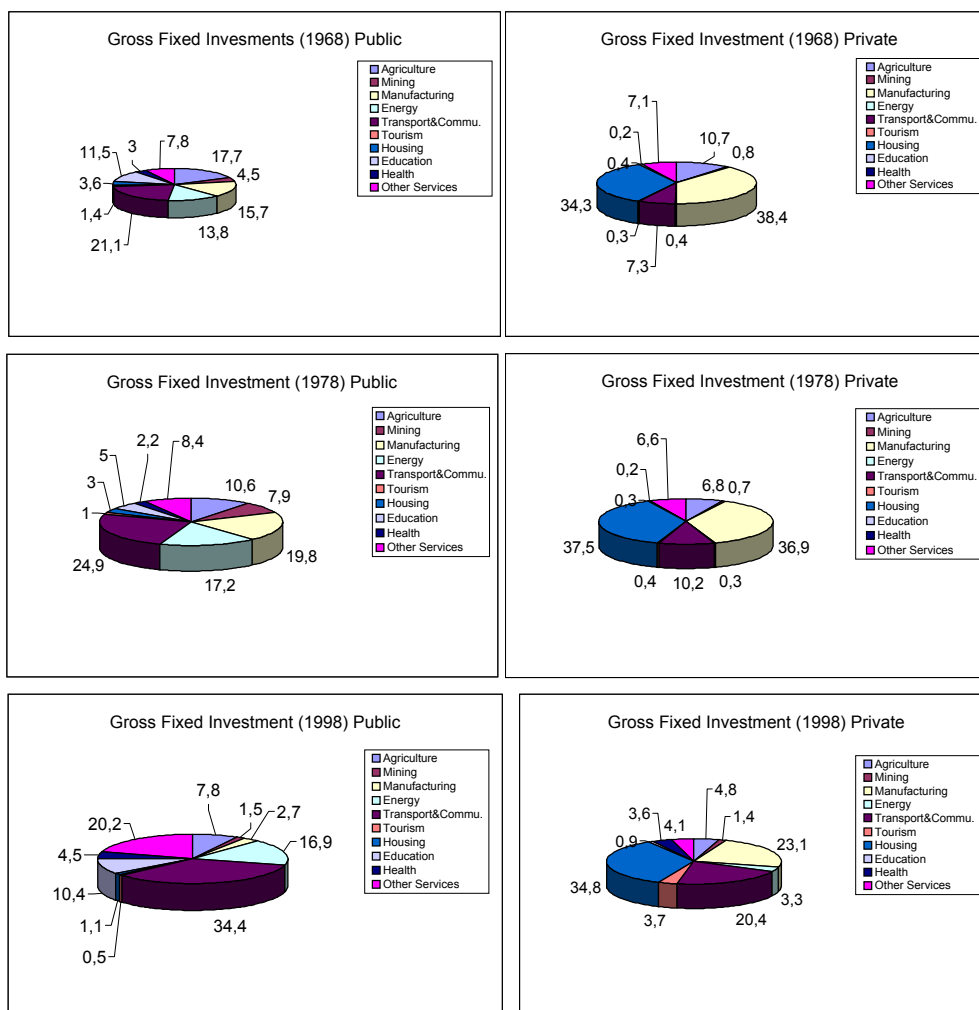 Gross Fixed Invesments (1968) Public
Agriculture
Mining
Manufacturing
Energy
Transport&Commu.
Tourism
Housing
Education
Health
Other Services
3
7,8
11,5
17,7
4,5
3,6
1,4
15,7
21,1
13,8
Gross Fixed Investment (1968) Private
Agriculture
Mining
Manufacturing
Energy
Transport&Commu.
Tourism
Housing
Education
Health
Other Services
7,1
0,2
10,7
0,8
0,4
34,3
38,4
0,3
0,4
7,3
Gross Fixed Investment (1978) Public
Agriculture
Mining
Manufacturing
Energy
Transport&Commu.
Tourism
Housing
Education
Health
Other Services
2,2
8,4
5
3
10,6
7,9
1
24,9
19,8
17,2
Gross Fixed Investment (1978) Private
Agriculture
Mining
Manufacturing
Energy
Transport&Commu.
Tourism
Housing
Education
Health
Other Services
6,6
0,2
6,8
0,7
0,3
37,5
36,9
0,4
10,2
0,3
Gross Fixed Investment (1998) Public
Agriculture
Mining
Manufacturing
Energy
Transport&Commu.
Tourism
Housing
Education
Health
Other Services
7,8
1,5
2,7
20,2
16,9
4,5
10,4
1,1
34,4
0,5
Gross Fixed Investment (1998) Private
Agriculture
Mining
Manufacturing
Energy
Transport&Commu.
Tourism
Housing
Education
Health
Other Services
4,8
3,6
4,1
1,4
0,9
23,1
34,8
3,3
3,7
20,4